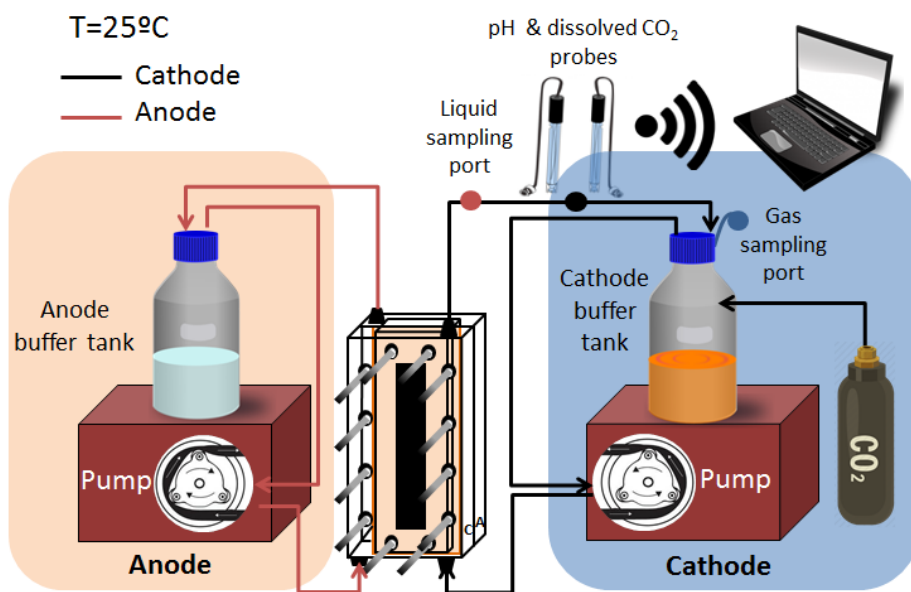 T=25ºC
Cathode
Anode
pH & dissolved CO₂
probes
Liquid
sampling
port
Gas
sampling
port
Anode
buffer tank
Cathode
buffer
tank
Pump
Pump
CO₂
C A
Anode
Cathode